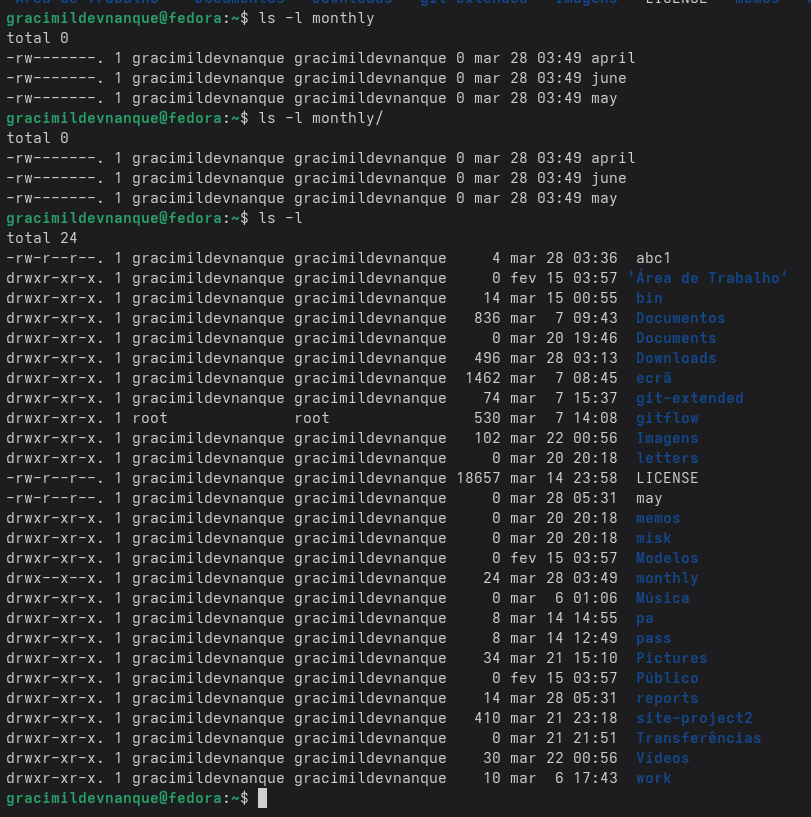 Área de Trabalho' Documentos Downloads git-extended Imagens LICENSE memos
gracimildevnanque@fedora:~$ ls -l monthly
total 0
-rw-------. 1 gracimildevnanque gracimildevnanque 0 mar 28 03:49 april
-rw-------. 1 gracimildevnanque gracimildevnanque 0 mar 28 03:49 june
-rw-------. 1 gracimildevnanque gracimildevnanque 0 mar 28 03:49 may
gracimildevnanque@fedora:~$ ls -l monthly/
total 0
-rw-------. 1 gracimildevnanque gracimildevnanque 0 mar 28 03:49 april
-rw-------. 1 gracimildevnanque gracimildevnanque 0 mar 28 03:49 june
-rw-------. 1 gracimildevnanque gracimildevnanque 0 mar 28 03:49 may
gracimildevnanque@fedora:~$ ls -l
total 24
-rw-r--r--. 1 gracimildevnanque gracimildevnanque     4 mar 28 03:36  abc1
drwxr-xr-x. 1 gracimildevnanque gracimildevnanque     0 fev 15 03:57 'Área de Trabalho'
drwxr-xr-x. 1 gracimildevnanque gracimildevnanque    14 mar 15 00:55  bin
drwxr-xr-x. 1 gracimildevnanque gracimildevnanque   836 mar  7 09:43  Documentos
drwxr-xr-x. 1 gracimildevnanque gracimildevnanque     0 mar 20 19:46  Documents
drwxr-xr-x. 1 gracimildevnanque gracimildevnanque   496 mar 28 03:13  Downloads
drwxr-xr-x. 1 gracimildevnanque gracimildevnanque  1462 mar  7 08:45  ecrã
drwxr-xr-x. 1 gracimildevnanque gracimildevnanque    74 mar  7 15:37  git-extended
drwxr-xr-x. 1 root              root                530 mar  7 14:08  gitflow
drwxr-xr-x. 1 gracimildevnanque gracimildevnanque   102 mar 22 00:56  Imagens
drwxr-xr-x. 1 gracimildevnanque gracimildevnanque     0 mar 20 20:18  letters
-rw-r--r--. 1 gracimildevnanque gracimildevnanque 18657 mar 14 23:58  LICENSE
-rw-r--r--. 1 gracimildevnanque gracimildevnanque     0 mar 28 05:31  may
drwxr-xr-x. 1 gracimildevnanque gracimildevnanque     0 mar 20 20:18  memos
drwxr-xr-x. 1 gracimildevnanque gracimildevnanque     0 mar 20 20:18  misk
drwxr-xr-x. 1 gracimildevnanque gracimildevnanque     0 fev 15 03:57  Modelos
drwx--x--x. 1 gracimildevnanque gracimildevnanque    24 mar 28 03:49  monthly
drwxr-xr-x. 1 gracimildevnanque gracimildevnanque     0 mar  6 01:06  Música
drwxr-xr-x. 1 gracimildevnanque gracimildevnanque     8 mar 14 14:55  pa
drwxr-xr-x. 1 gracimildevnanque gracimildevnanque     8 mar 14 12:49  pass
drwxr-xr-x. 1 gracimildevnanque gracimildevnanque    34 mar 21 15:10  Pictures
drwxr-xr-x. 1 gracimildevnanque gracimildevnanque     0 fev 15 03:57  Público
drwxr-xr-x. 1 gracimildevnanque gracimildevnanque    14 mar 28 05:31  reports
drwxr-xr-x. 1 gracimildevnanque gracimildevnanque   410 mar 21 23:18  site-project2
drwxr-xr-x. 1 gracimildevnanque gracimildevnanque     0 mar 21 21:51  Transferências
drwxr-xr-x. 1 gracimildevnanque gracimildevnanque    30 mar 22 00:56  Vídeos
drwxr-xr-x. 1 gracimildevnanque gracimildevnanque    10 mar  6 17:43  work
gracimildevnanque@fedora:~$